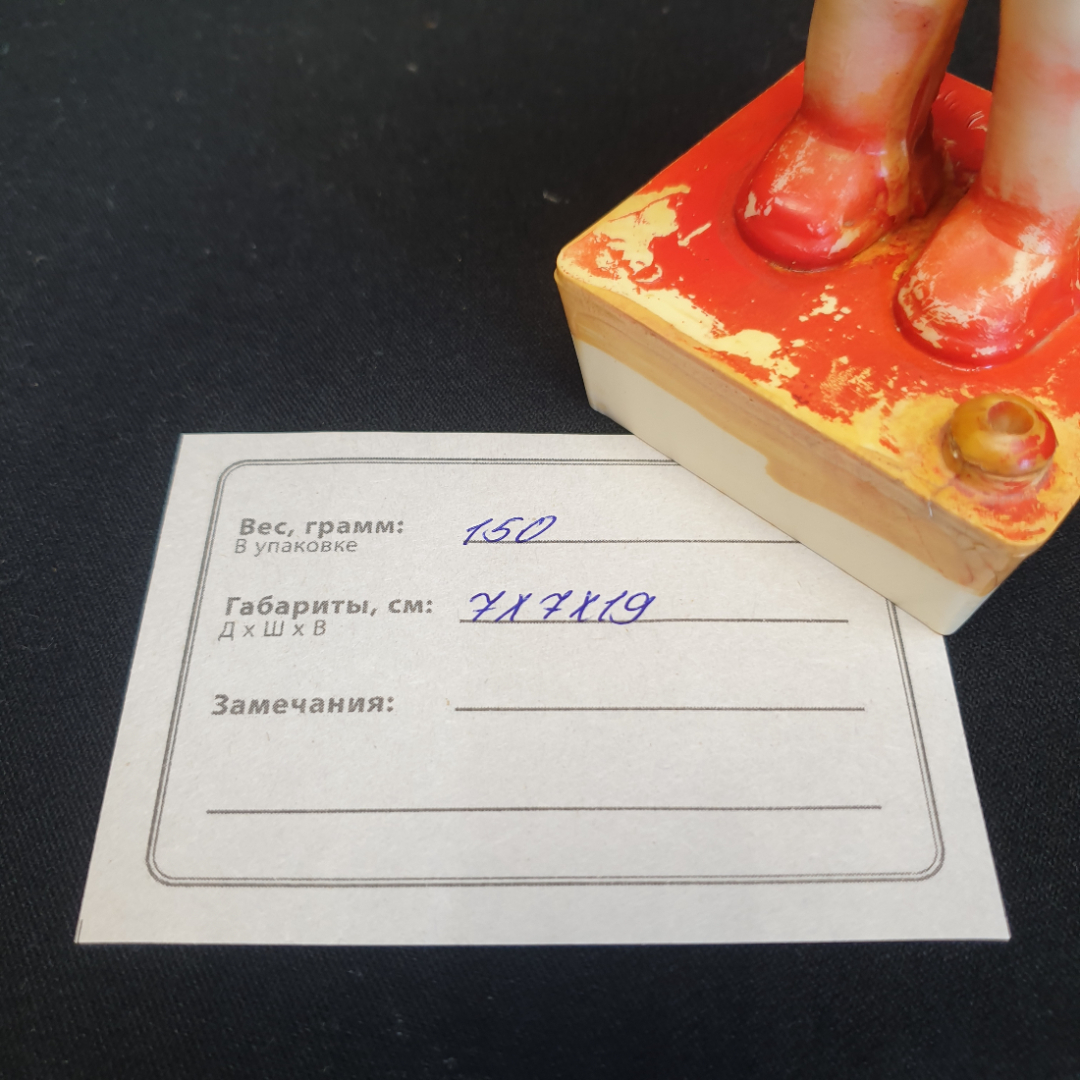 Вес, грамм: 150
В упаковке
Габариты, см: 7х7х19
Д х Ш х В
Замечания: